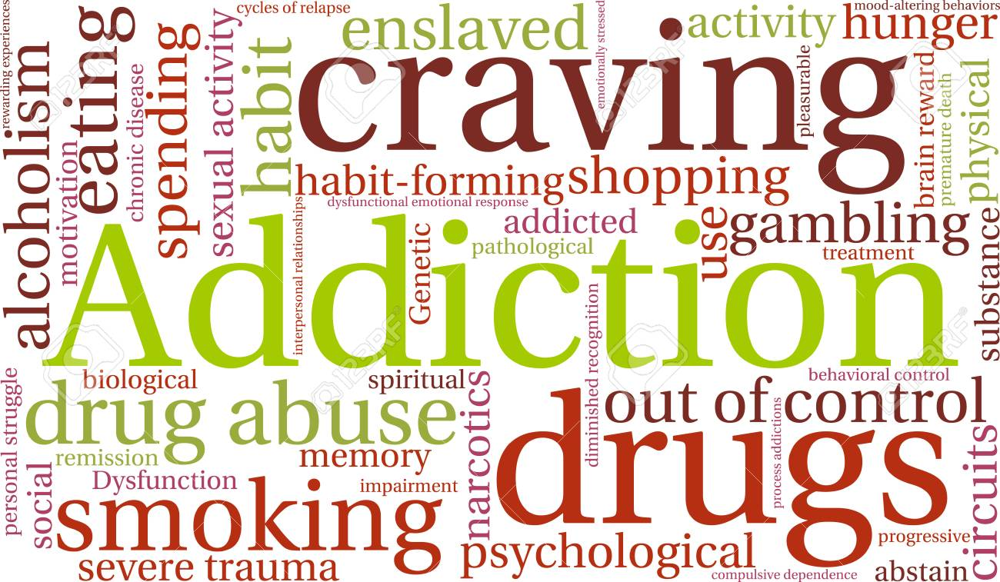 rewarding experiences
alcoholism
eating
motivation
chronic disease
spending
sexual activity
cycles of relapse
habit
enslaved
craving
emotionally stressed
activity
mood-altering behaviors
hunger
pleasurable
brain reward
premature death
physical
habit-forming
shopping
dysfunctional emotional response
interpersonal relationships
addicted
Genetic
pathological
use
gambling
treatment
substance
Addiction
biological
spiritual
diminished recognition
behavioral control
personal struggle
drug abuse
narcotics
drugs
out of control
remission
memory
process addictions
circuits
social
Dysfunction
impairment
smoking
progressive
severe trauma
psychological
compulsive dependence
abstain
123RF